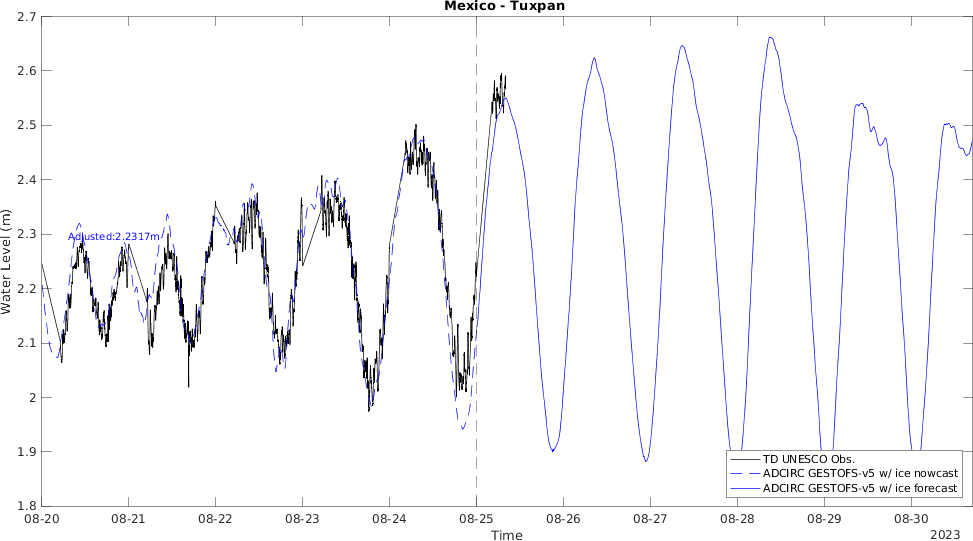 Mexico - Tuxpan
2.7
2.6
2.5
2.4
2.3
2.2
2.1
2
1.9
1.8
Water Level (m)
Adjusted:2.2317m
TD UNESCO Obs.
ADCIRC GESTOFS-v5 w/ ice nowcast
ADCIRC GESTOFS-v5 w/ ice forecast
08-20 08-21 08-22 08-23 08-24 08-25 08-26 08-27 08-28 08-29 08-30
Time
2023